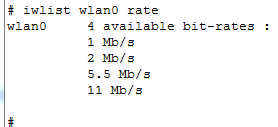 # iwlist wlan0 rate
wlan0     4 available bit-rates :
          1 Mb/s
          2 Mb/s
          5.5 Mb/s
          11 Mb/s
#